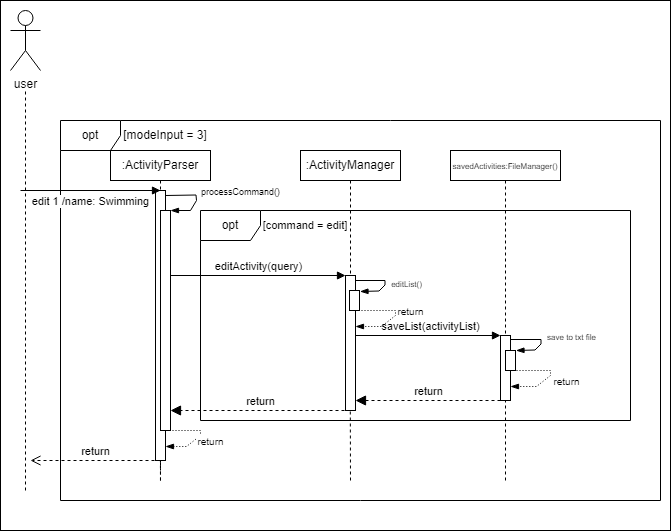 user
opt
[modeInput = 3]
:ActivityParser
:ActivityManager
savedActivities:FileManager()
processCommand()
edit 1 /name: Swimming
opt
[command = edit]
editActivity(query)
editList()
return
saveList(activityList)
save to txt file
return
return
return
return
return